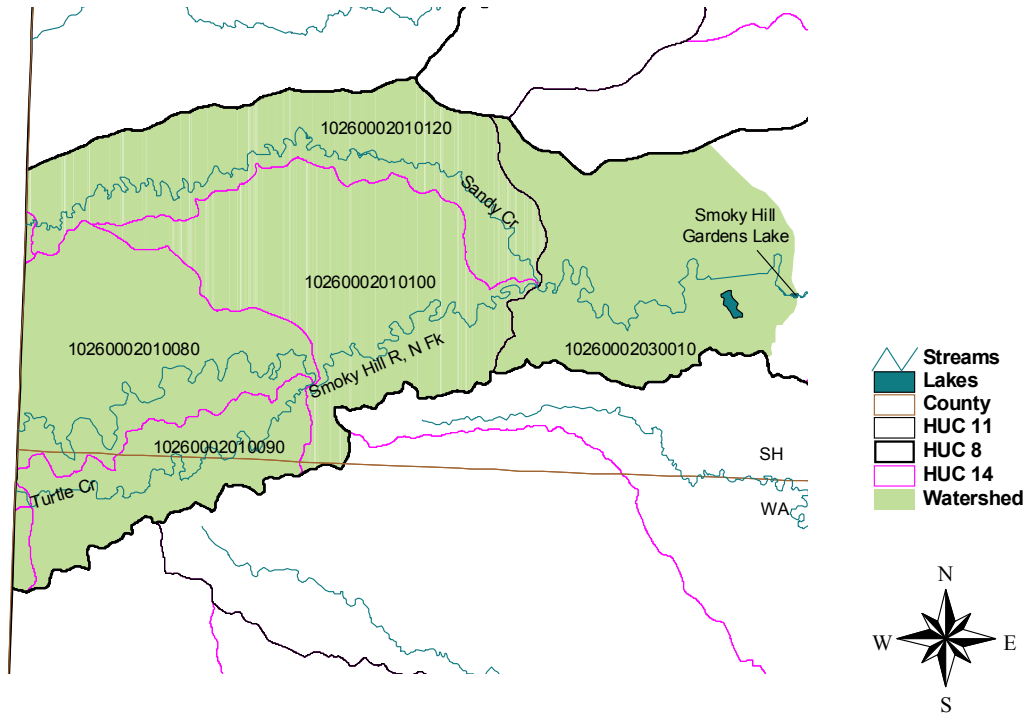 10260002010120
Sandy Cr
Smoky Hill
Gardens Lake
10260002010100
10260002010080
Smoky Hill R, N Fk
10260002030010
10260002010090
Turtle Cr
SH
WA
Streams
Lakes
County
HUC 11
HUC 8
HUC 14
Watershed
N
W
E
S